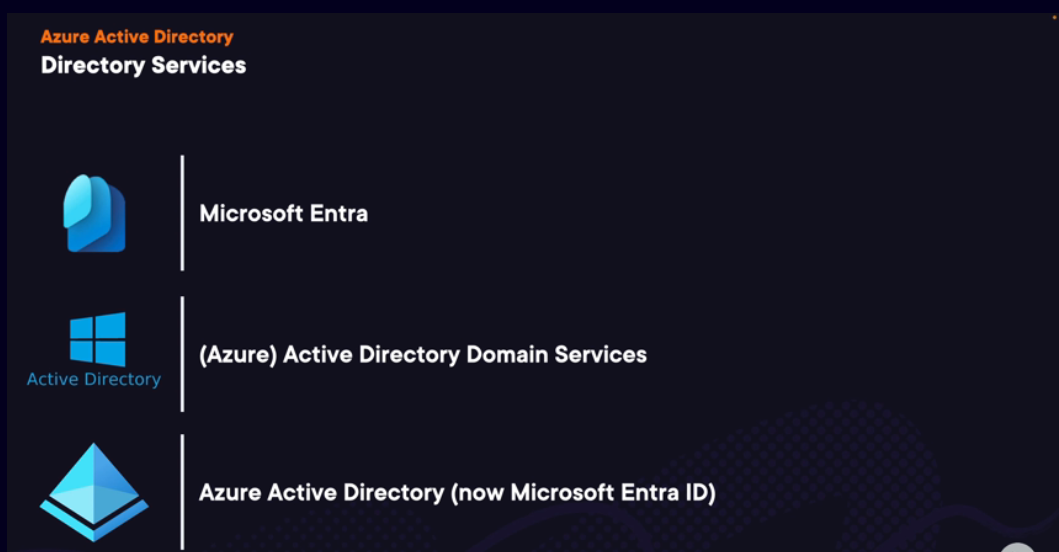 Azure Active Directory
Directory Services
Microsoft Entra
Active Directory
(Azure) Active Directory Domain Services
Azure Active Directory (now Microsoft Entra ID)